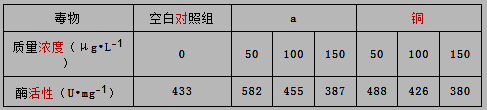 毒物 空白对照组 a 铜
质量浓度（μg•L-1） 0 50 100 150 50 100 150
酶活性（U•mg-1） 433 582 455 387 488 426 380